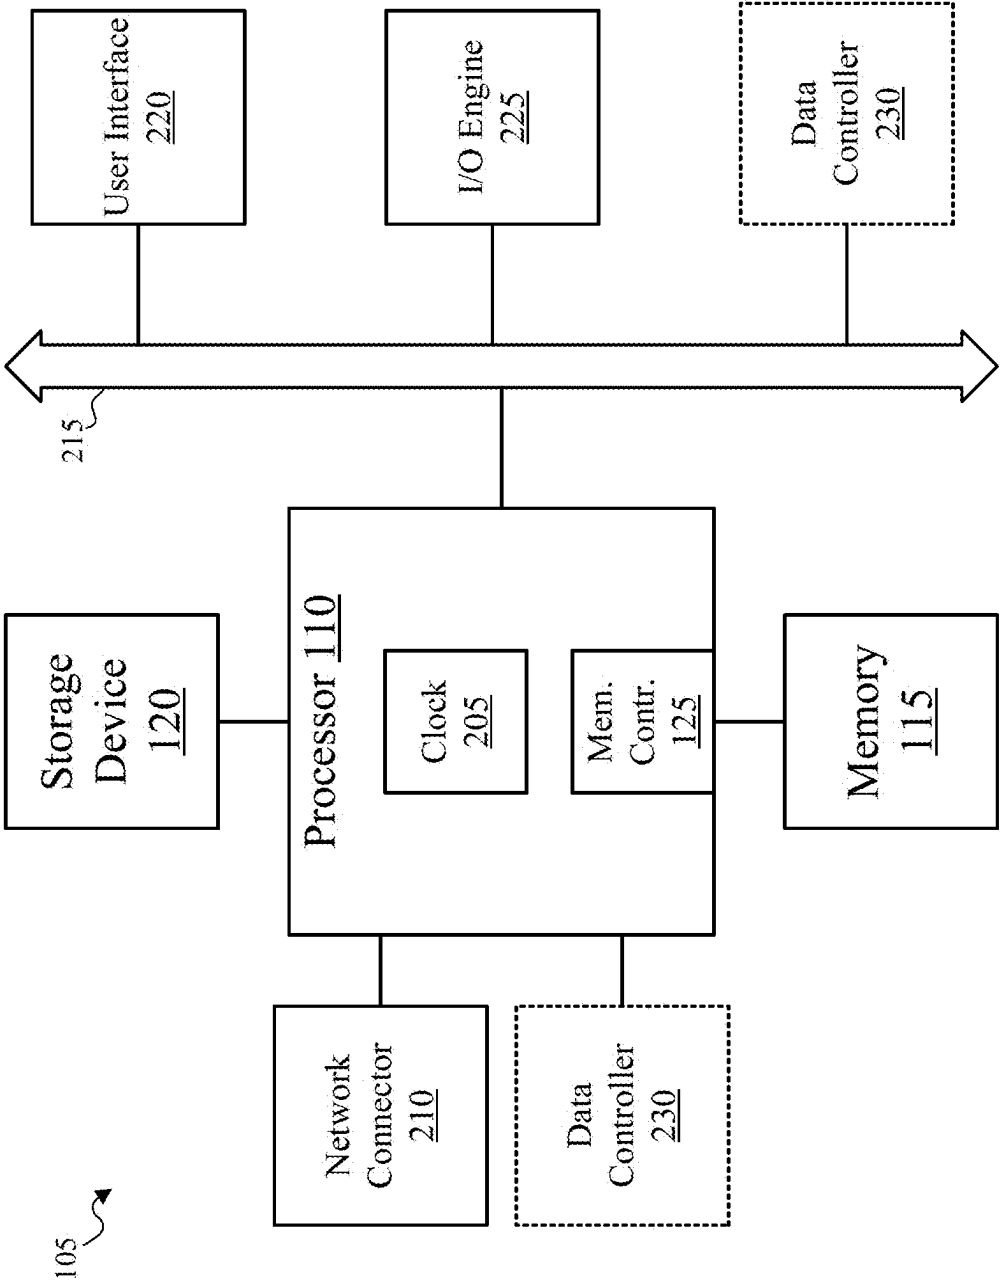 105
Network
Connector
210
Data
Controller
230
Storage
Device
120
Processor 110
Clock
205
Mem.
Contr.
125
Memory
115
215
User Interface
220
I/O Engine
225
Data
Controller
230